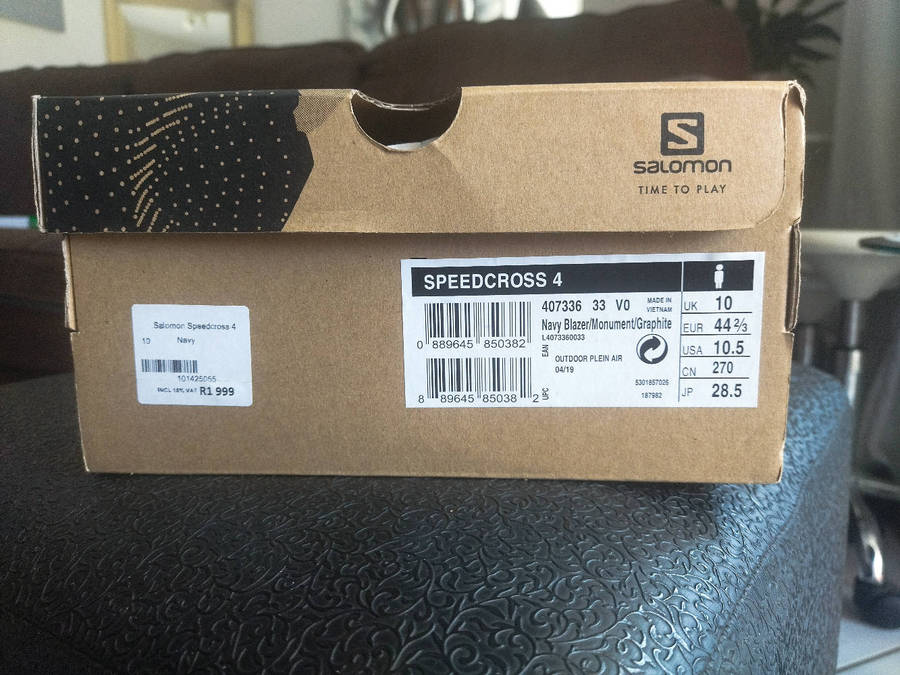 S
SALOMON
TIME TO PLAY
SPEEDCROSS 4
407336 33 V0
MADE IN
VIETNAM
Navy Blazer/Monument/Graphite
L4073360033
EAN
0 889645 850382
OUTDOOR PLEIN AIR
04/19
5301857026
187982
8 89645 85038 2
UPC
UK 10
EUR 44 2/3
USA 10.5
CN 270
JP 28.5
Salomon Speedcross 4
10 Navy
101425055
INCL 15% VAT R1 999